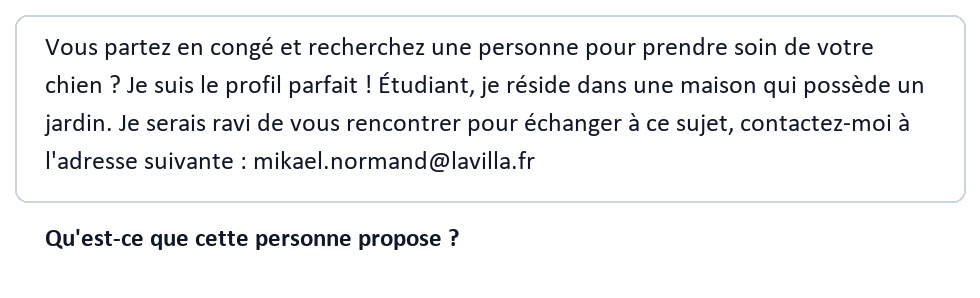 Vous partez en congé et recherchez une personne pour prendre soin de votre
chien ? Je suis le profil parfait ! Étudiant, je réside dans une maison qui possède un
jardin. Je serais ravi de vous rencontrer pour échanger à ce sujet, contactez-moi à
l'adresse suivante : mikael.normand@lavilla.fr
Qu'est-ce que cette personne propose ?